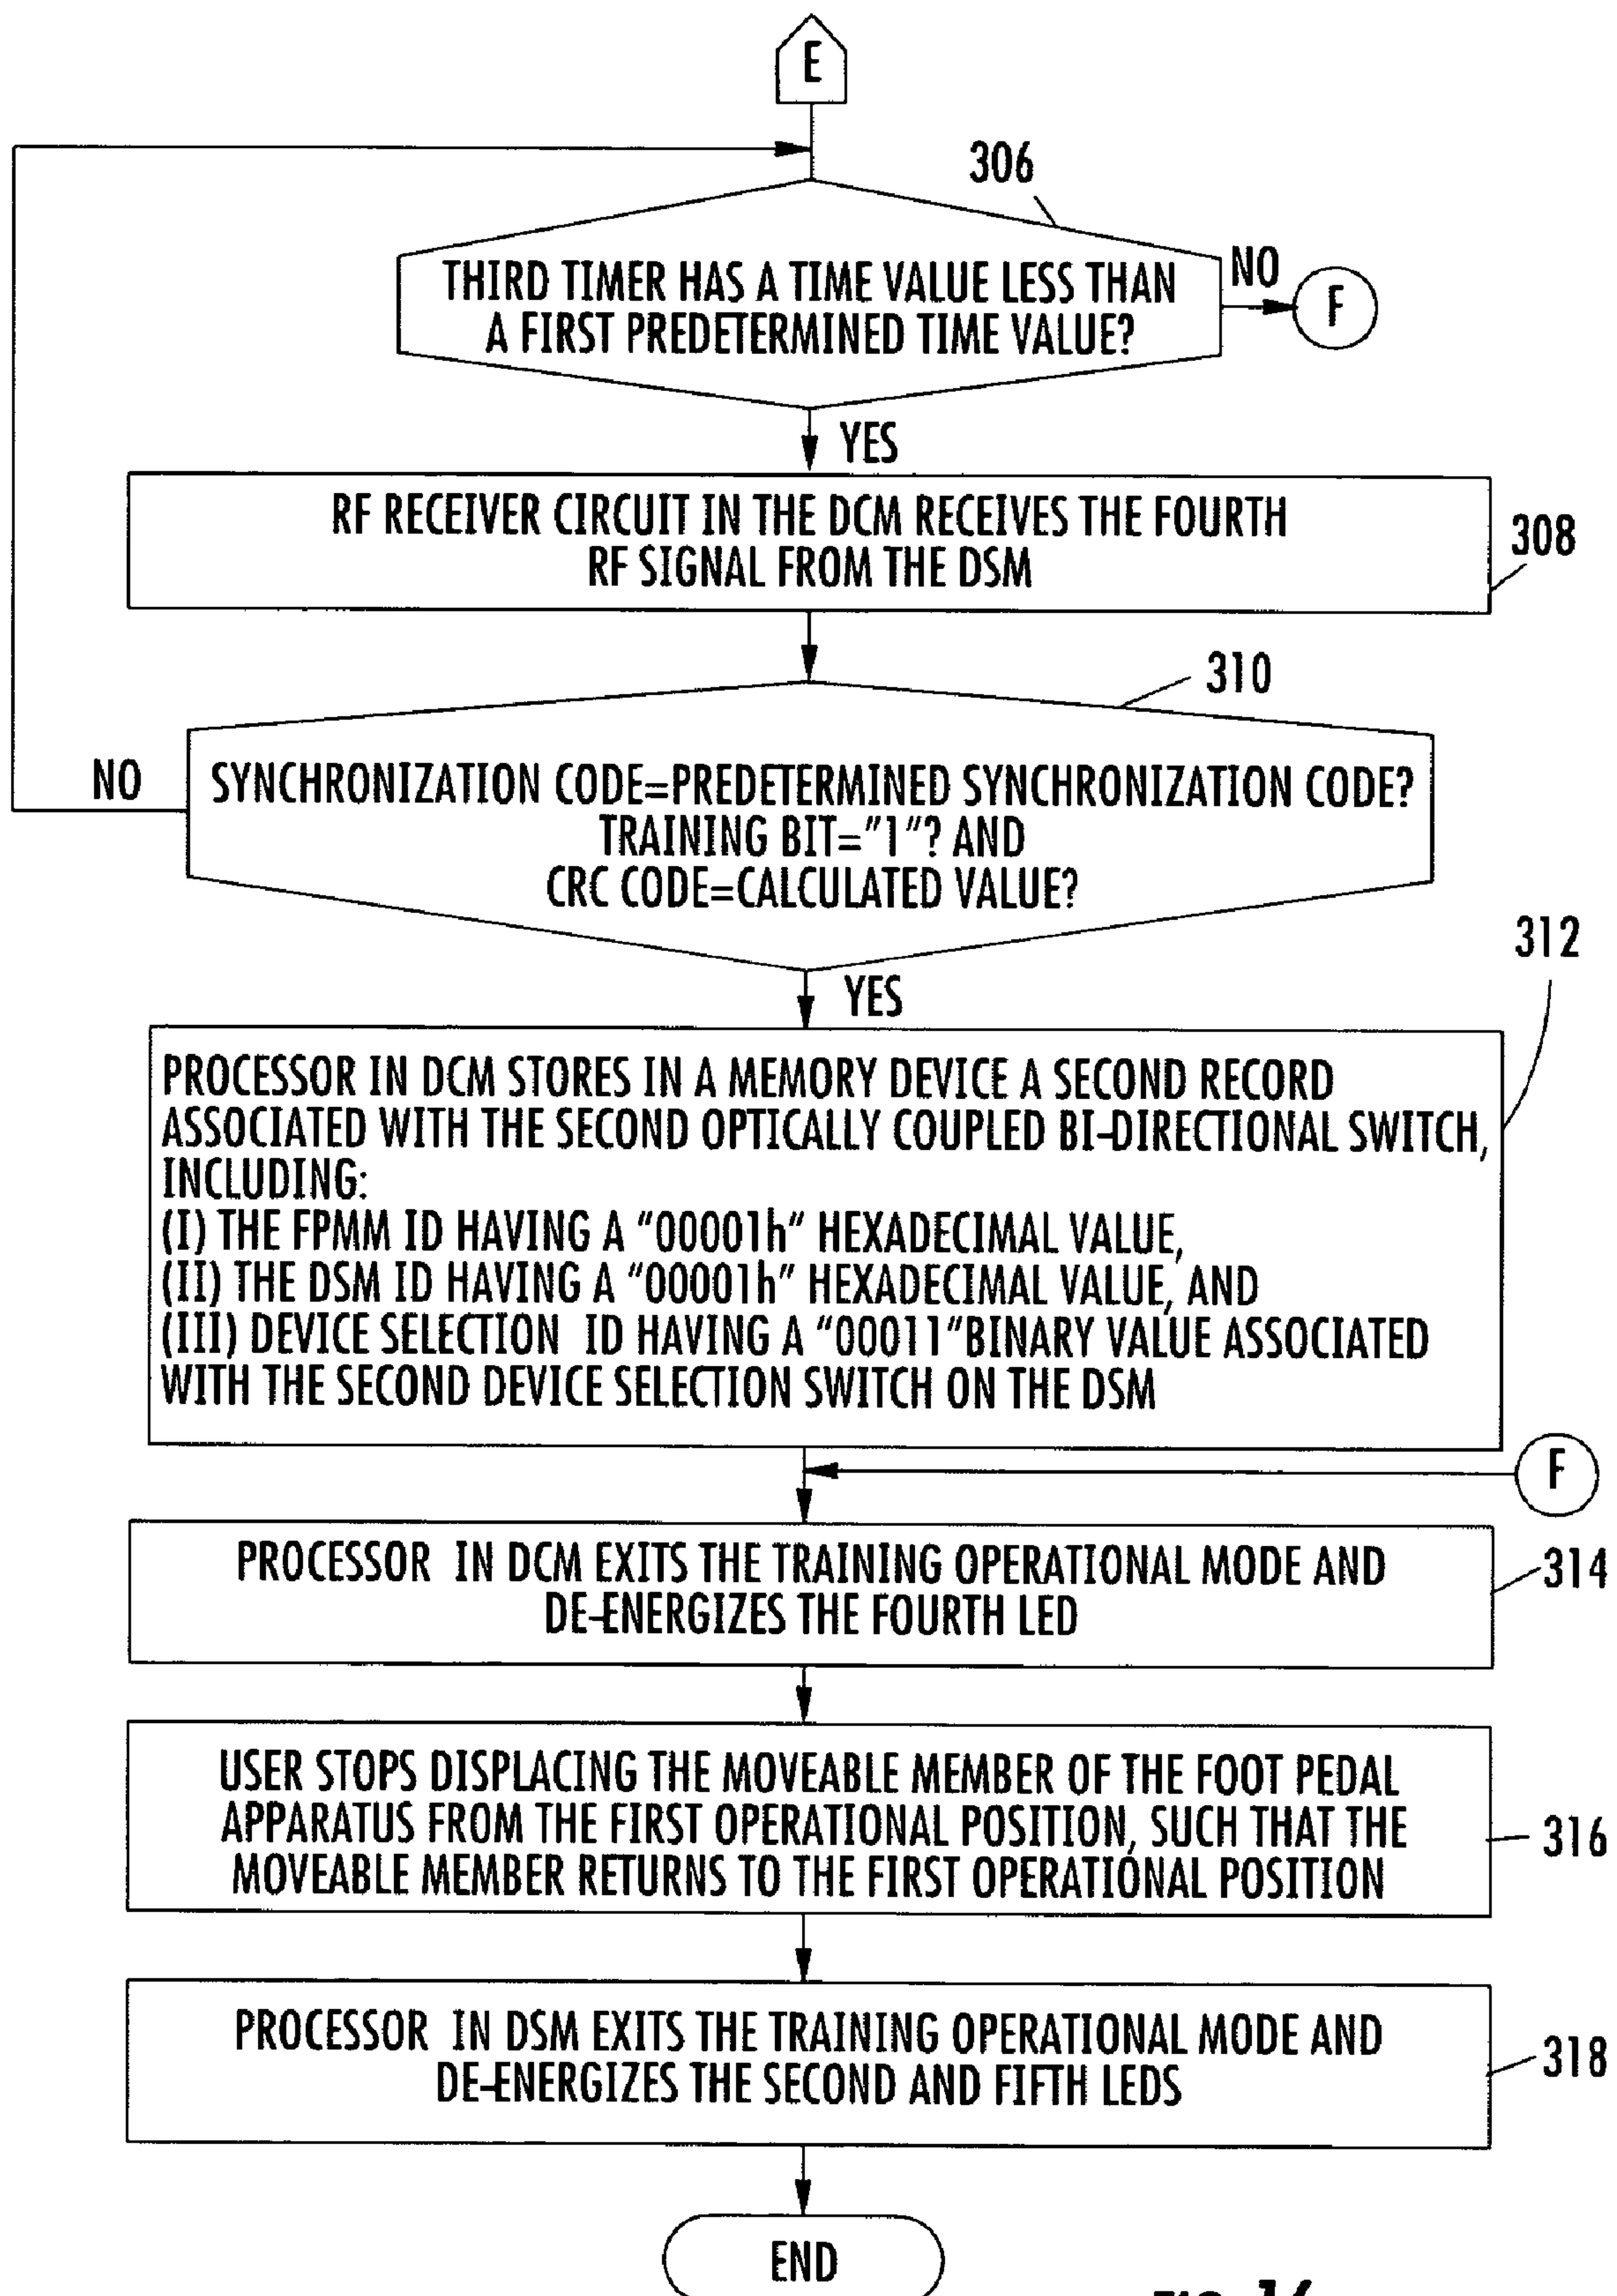 E
306
THIRD TIMER HAS A TIME VALUE LESS THAN
A FIRST PREDETERMINED TIME VALUE?
NO
F
YES
RF RECEIVER CIRCUIT IN THE DCM RECEIVES THE FOURTH
RF SIGNAL FROM THE DSM
308
310
NO
SYNCHRONIZATION CODE=PREDETERMINED SYNCHRONIZATION CODE?
TRAINING BIT="1"? AND
CRC CODE=CALCULATED VALUE?
312
YES
PROCESSOR IN DCM STORES IN A MEMORY DEVICE A SECOND RECORD
ASSOCIATED WITH THE SECOND OPTICALLY COUPLED BI-DIRECTIONAL SWITCH,
INCLUDING:
(I) THE FPMM ID HAVING A "00001h" HEXADECIMAL VALUE,
(II) THE DSM ID HAVING A "00001h" HEXADECIMAL VALUE, AND
(III) DEVICE SELECTION ID HAVING A "00011"BINARY VALUE ASSOCIATED
WITH THE SECOND DEVICE SELECTION SWITCH ON THE DSM
F
PROCESSOR IN DCM EXITS THE TRAINING OPERATIONAL MODE AND
DE-ENERGIZES THE FOURTH LED
314
USER STOPS DISPLACING THE MOVEABLE MEMBER OF THE FOOT PEDAL
APPARATUS FROM THE FIRST OPERATIONAL POSITION, SUCH THAT THE
MOVEABLE MEMBER RETURNS TO THE FIRST OPERATIONAL POSITION
316
PROCESSOR IN DSM EXITS THE TRAINING OPERATIONAL MODE AND
DE-ENERGIZES THE SECOND AND FIFTH LEDS
318
END